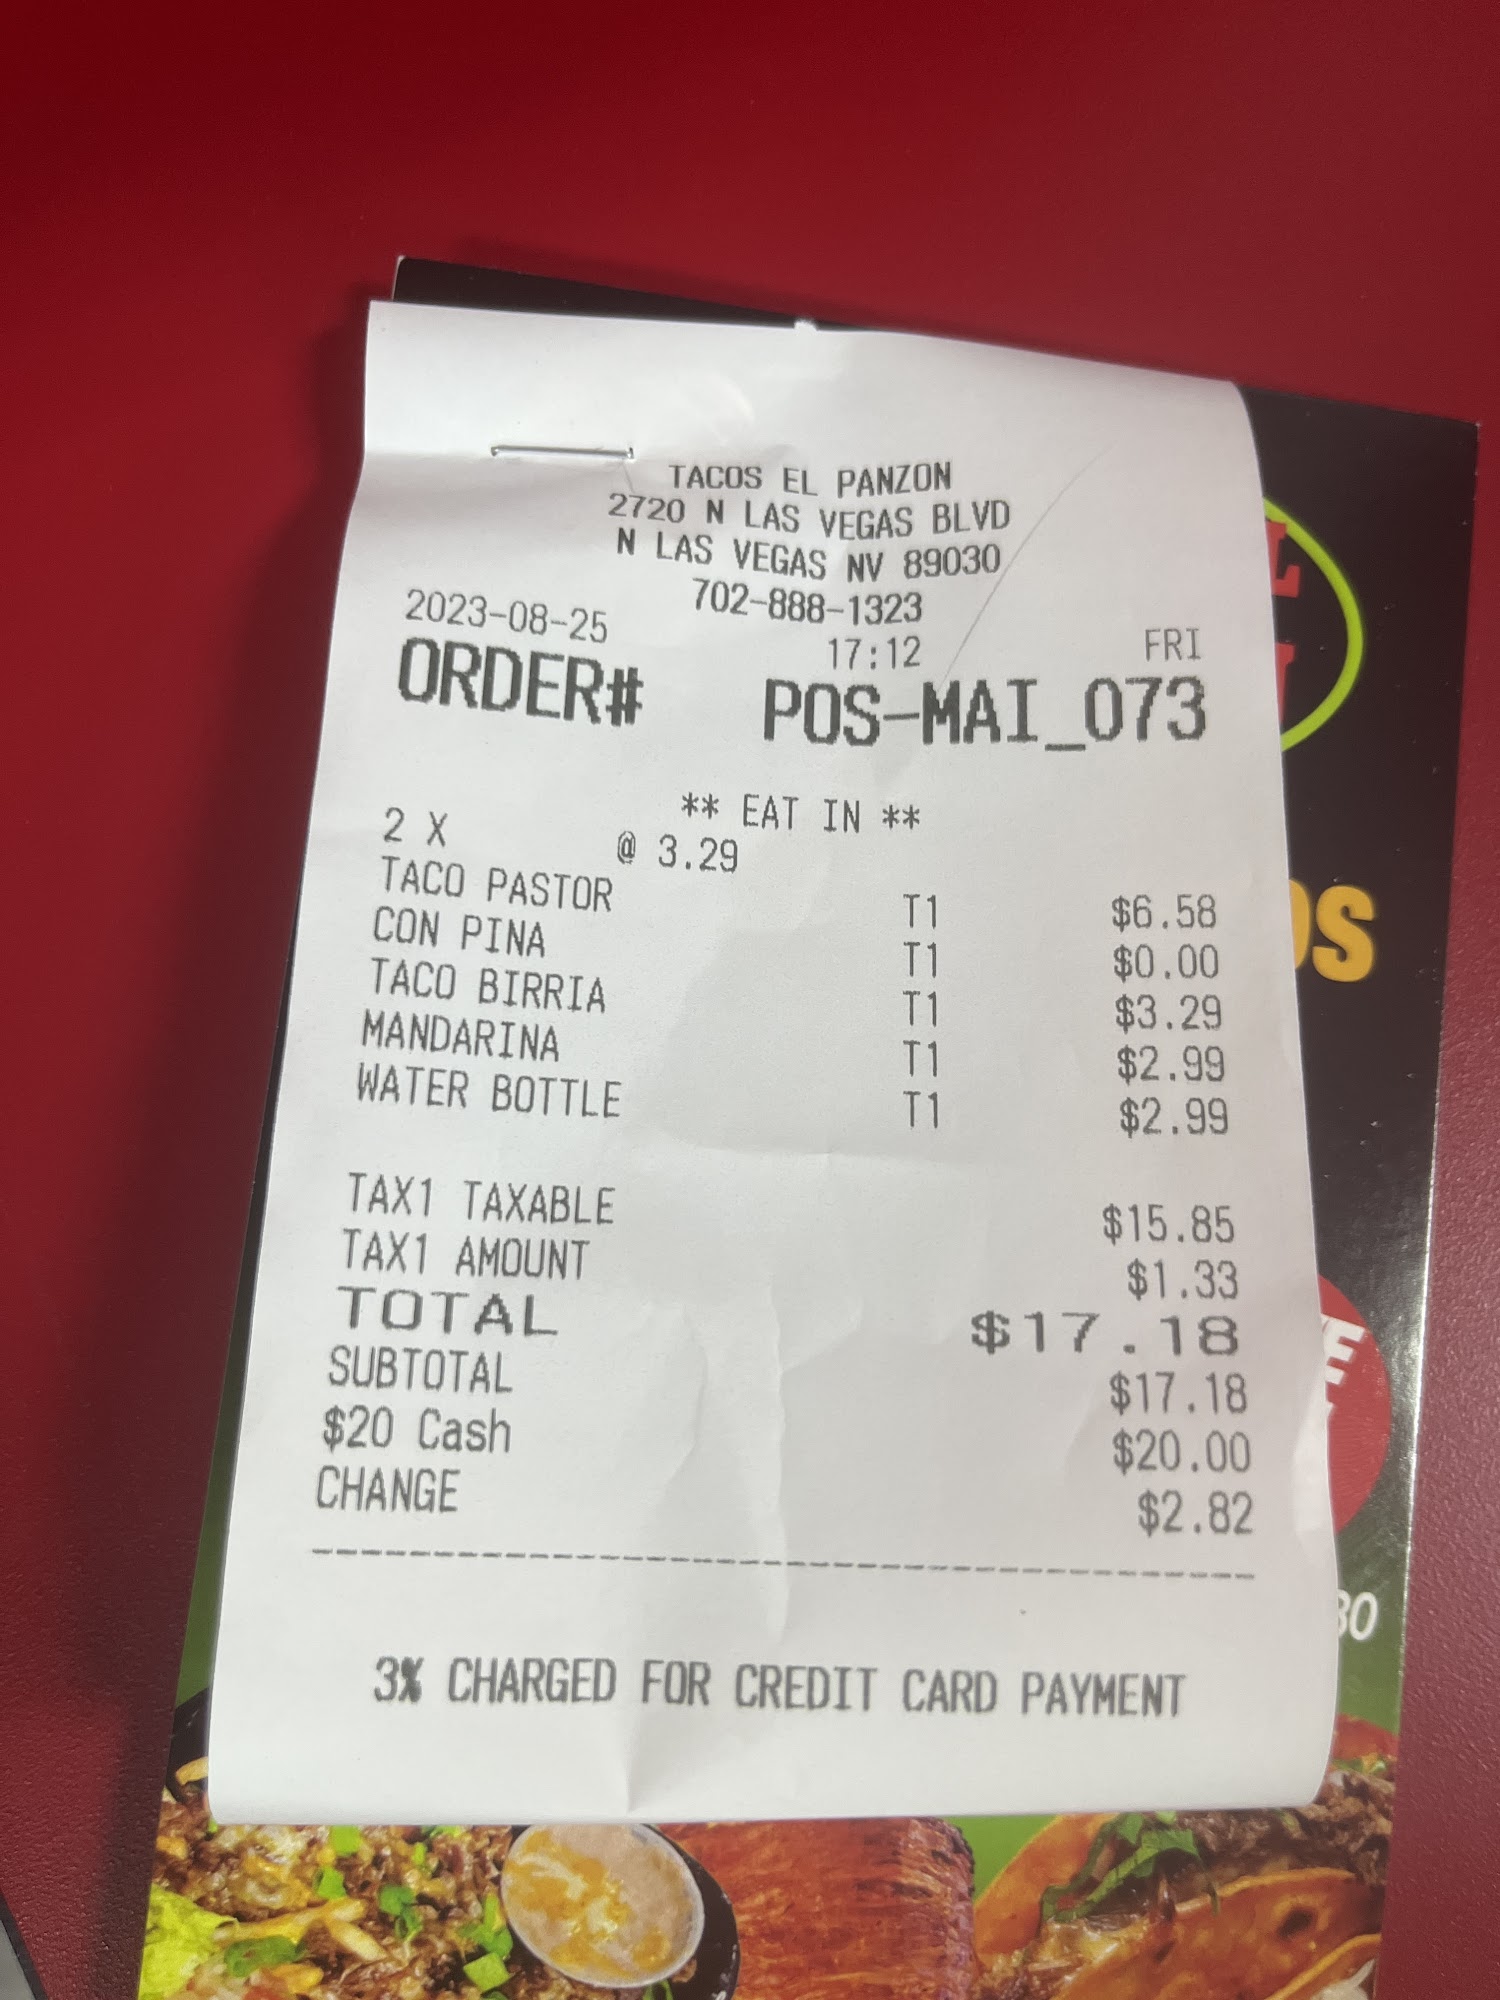 TACOS EL PANZON
2720 N LAS VEGAS BLVD
N LAS VEGAS NV 89030
702-888-1323
2023-08-25 17:12 FRI
ORDER# POS-MAI_073
** EAT IN **
2 X @ 3.29
TACO PASTOR T1 $6.58
CON PINA T1 $0.00
TACO BIRRIA T1 $3.29
MANDARINA T1 $2.99
WATER BOTTLE T1 $2.99
TAX1 TAXABLE $15.85
TAX1 AMOUNT $1.33
TOTAL $17.18
SUBTOTAL $17.18
$20 Cash $20.00
CHANGE $2.82
3% CHARGED FOR CREDIT CARD PAYMENT